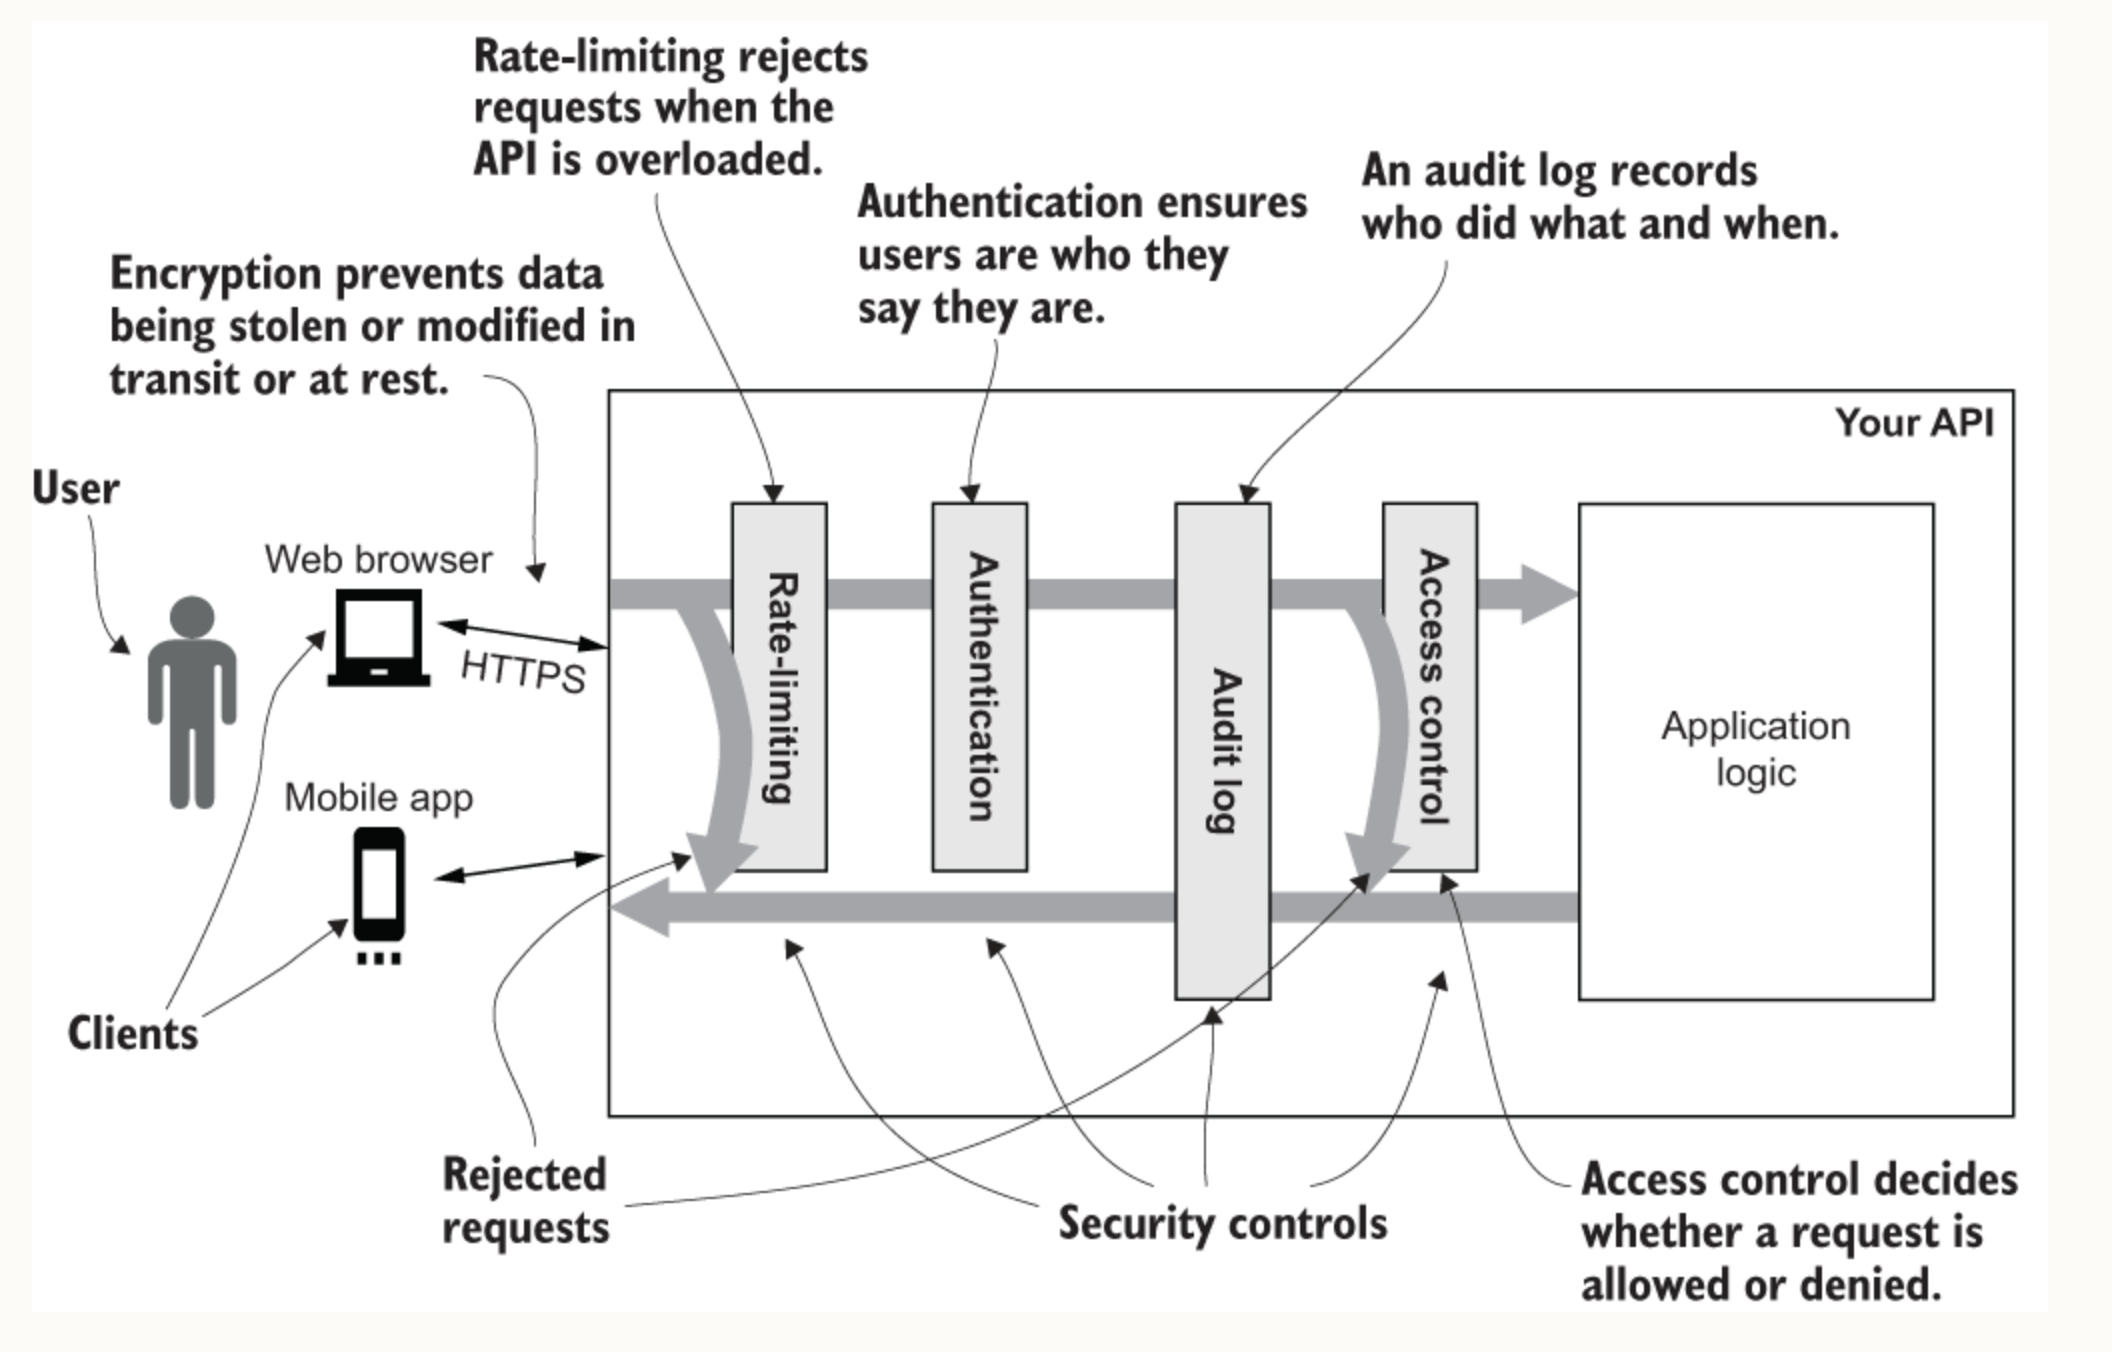 Rate-limiting rejects
requests when the
API is overloaded.
An audit log records
who did what and when.
Authentication ensures
users are who they
say they are.
Encryption prevents data
being stolen or modified in
transit or at rest.
Your API
User
Web browser
HTTPS
Mobile app
Clients
Rate-limiting
Authentication
Audit log
Access control
Application
logic
Rejected
requests
Security controls
Access control decides
whether a request is
allowed or denied.